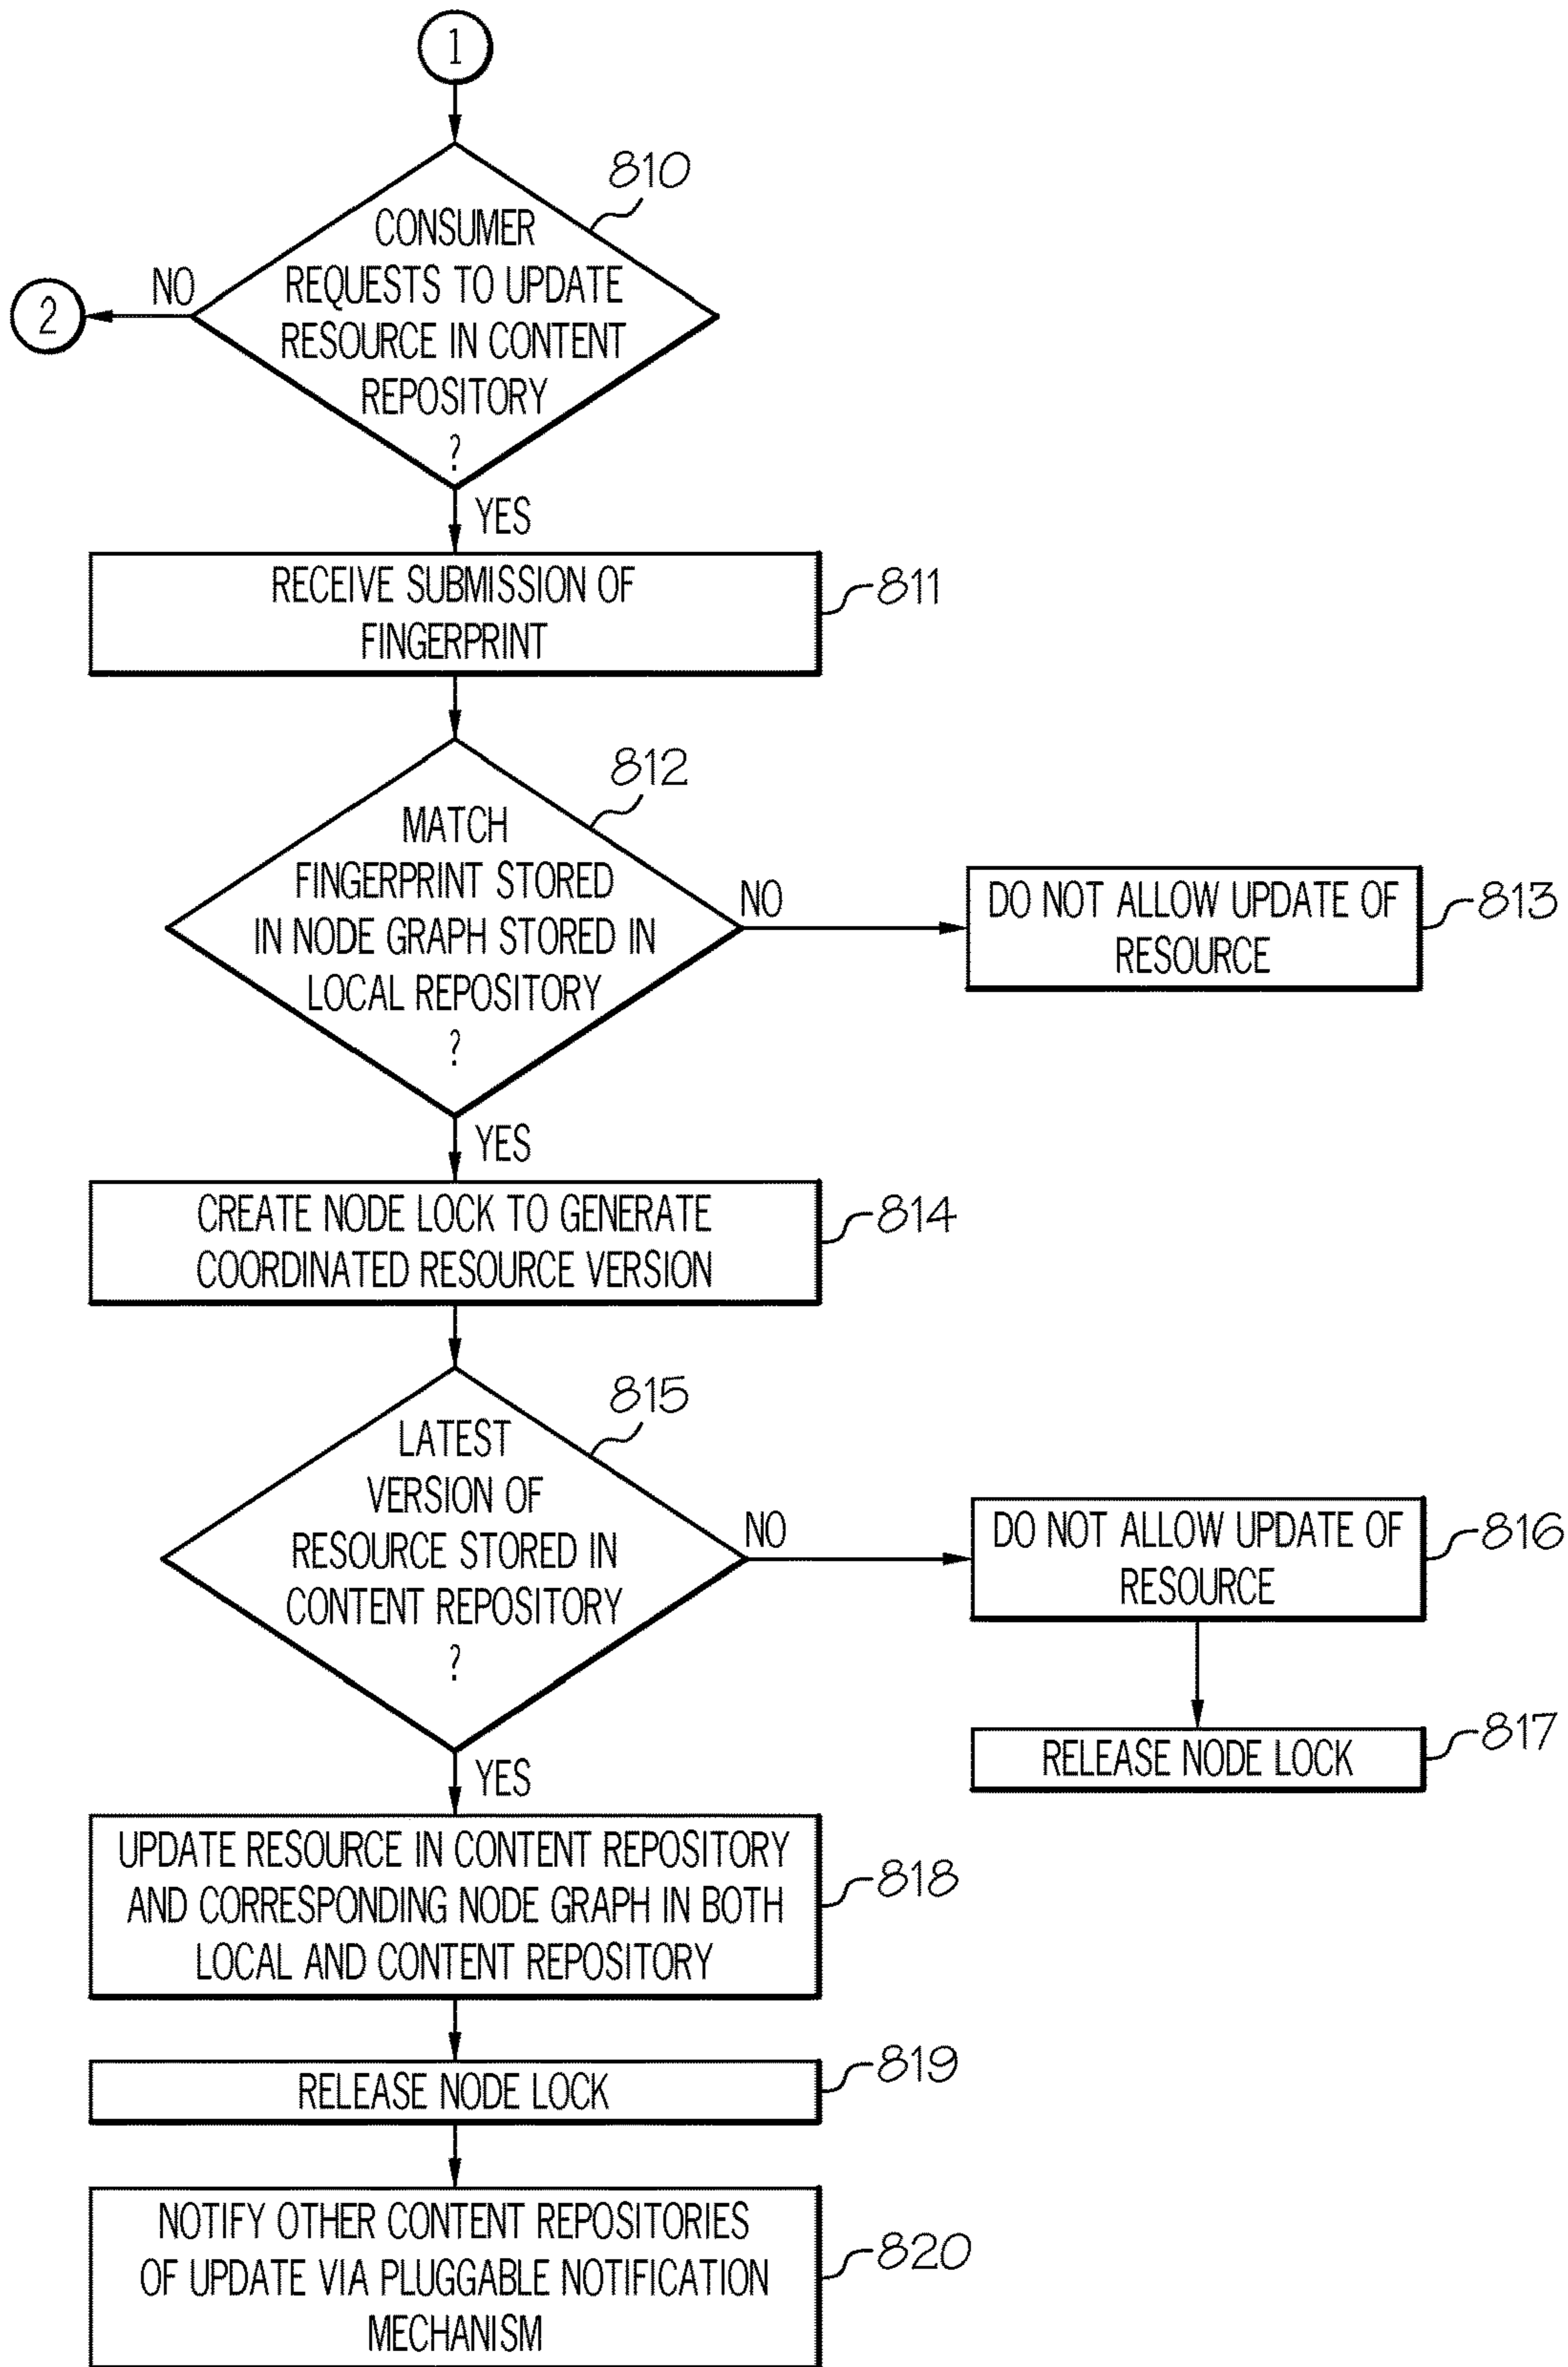 1
810
CONSUMER
REQUESTS TO UPDATE
RESOURCE IN CONTENT
REPOSITORY
?
NO
2
YES
RECEIVE SUBMISSION OF
FINGERPRINT
811
812
MATCH
FINGERPRINT STORED
IN NODE GRAPH STORED IN
LOCAL REPOSITORY
?
NO
DO NOT ALLOW UPDATE OF
RESOURCE
813
YES
CREATE NODE LOCK TO GENERATE
COORDINATED RESOURCE VERSION
814
815
LATEST
VERSION OF
RESOURCE STORED IN
CONTENT REPOSITORY
?
NO
DO NOT ALLOW UPDATE OF
RESOURCE
816
RELEASE NODE LOCK
817
YES
UPDATE RESOURCE IN CONTENT REPOSITORY
AND CORRESPONDING NODE GRAPH IN BOTH
LOCAL AND CONTENT REPOSITORY
818
RELEASE NODE LOCK
819
NOTIFY OTHER CONTENT REPOSITORIES
OF UPDATE VIA PLUGGABLE NOTIFICATION
MECHANISM
820